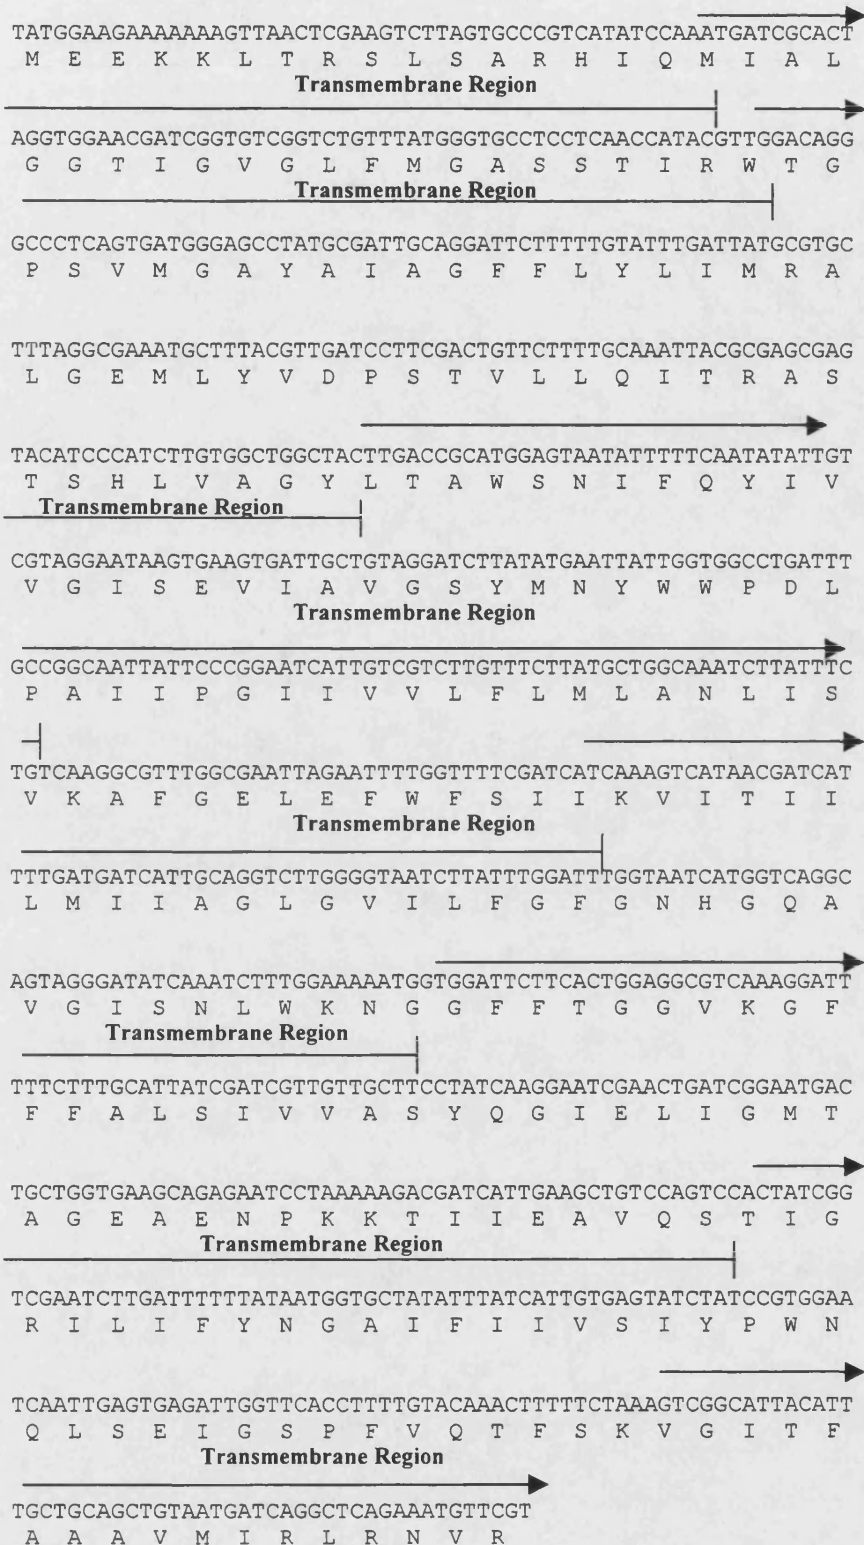 TATGGAAGAAAAAAAAGTTAACTCGAAGTCTTAGTGCCCGTCATATCCAAATGATCGCACT
M E E K K L T R S L S A R H I Q M I A L
Transmembrane Region
AGGTGGAACGATCGGTGTCGGTCTGTTTATGGGTGCCTCCTCAACCATACGTTGGACAGG
G G T I G V G L F M G A S S T I R W T G
Transmembrane Region
GCCCTCAGTGATGGGAGCCTATGCGATTGCAGGATTCTTTTTGTATTTGATTATGCGTGC
P S V M G A Y A I A G F F L Y L I M R A
TTTAGGCGAAATGCTTTACGTTGATCCTTCGACTGTTCTTTTGCAAATTACGCGAGCGAG
L G E M L Y V D P S T V L L Q I T R A S
TACATCCCATCTTGTGGCTGGCTACTTGACCGCATGGAGTAATATTTTTCAATATATTGT
T S H L V A G Y L T A W S N I F Q Y I V
Transmembrane Region
CGTAGGAATAAGTGAAGTGATTGCTGTAGGATCTTATATGAATTATTGGTGGCCTGATTT
V G I S E V I A V G S Y M N Y W W P D L
Transmembrane Region
GCCGGCAATTATTCCCGGAATCATTGTCGTCTTGTTTCTTATGCTGGCAAATCTTATTTC
P A I I P G I I V V L F L M L A N L I S
TGTCAAGGCGTTTGGCGAATTAGAATTTTGGTTTTCGATCATCAAAGTCATAACGATCAT
V K A F G E L E F W F S I I K V I T I I
Transmembrane Region
TTTGATGATCATTGCAGGTCTTGGGGTAATCTTATTTGGATTTGGTAATCATGGTCAGGC
L M I I A G L G V I L F G F G N H G Q A
AGTAGGGATATCAAATCTTTGGAAAAATGGTGGATTCTTCACTGGAGGCGTCAAAGGATT
V G I S N L W K N G G F F T G G V K G F
Transmembrane Region
TTTCTTTGCATTATCGATCGTTGTTGCTTCCTATCAAGGAATCGAACTGATCGGAATGAC
F F A L S I V V A S Y Q G I E L I G M T
TGCTGGTGAAGCAGAGAATCCTAAAAAGACGATCATTGAAGCTGTCCAGTCCACTATCGG
A G E A E N P K K T I I E A V Q S T I G
Transmembrane Region
TCGAATCTTGATTTTTTATAATGGTGCTATATTTATCATTGTGAGTATCTATCCGTGGAA
R I L I F Y N G A I F I I V S I Y P W N
TCAATTGAGTGAGATTGGTTCACCTTTTGTACAAACTTTTTCTAAAGTCGGCATTACATT
Q L S E I G S P F V Q T F S K V G I T F
Transmembrane Region
TGCTGCAGCTGTAATGATCAGGCTCAGAAATGTTCGT
A A A V M I R L R N V R